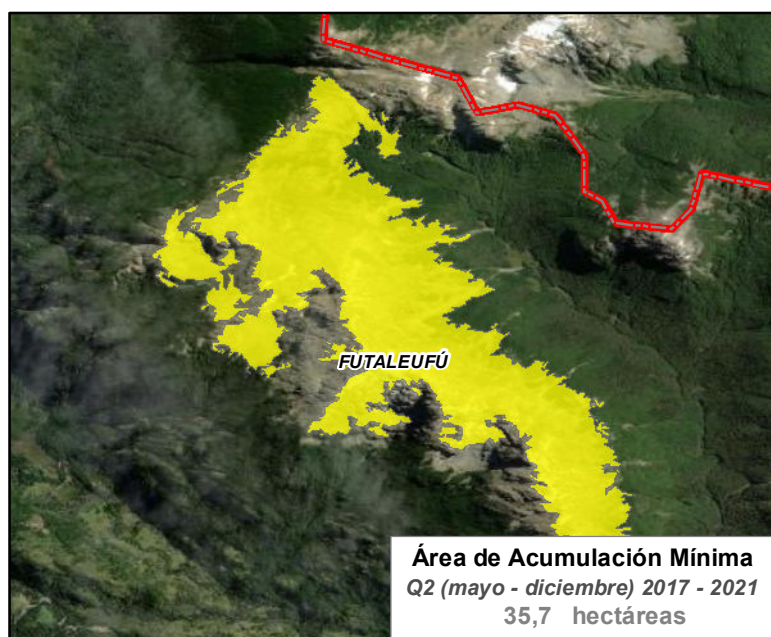 FUTALEUFÚ
Área de Acumulación Mínima
Q2 (mayo - diciembre) 2017 - 2021
35,7 hectáreas